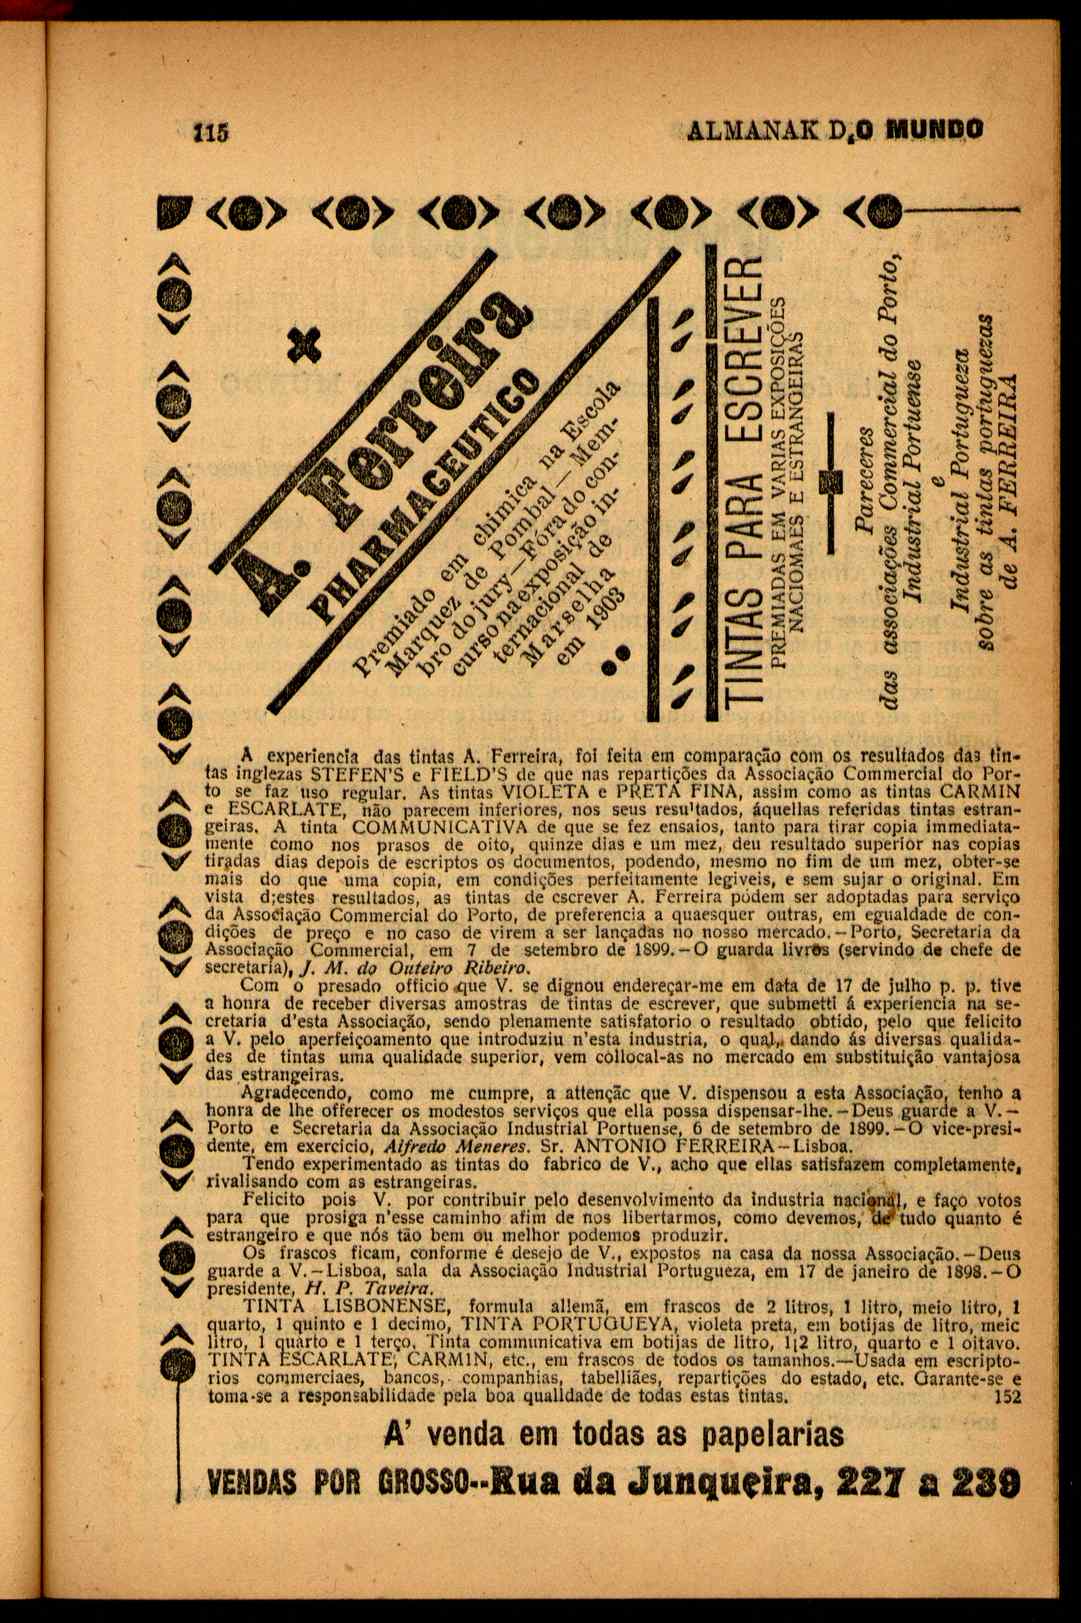 115
ALMANAK D,O MUNDO
A. Ferreira
PHARMACEUTICO
Premiado em chimica na Escola
Marquez de Pombal—Mem-
bro do jury—Fóra do con-
curso na exposição in-
ternacional de
Marselha
em 1903
TINTAS PARA ESCREVER
PREMIADAS EM VARIAS EXPOSIÇÕES
NACIOMAES E ESTRANGEIRAS
Pareceres
das associações Commercial do Porto,
Industrial Portuense
e
Industrial Portugueza
sobre as tintas portuguezas
de A. FERREIRA
A experiencia das tintas A. Ferreira, foi feita em comparação com os resultados das tin-
tas inglezas STEFEN'S e FIELD'S de que nas repartições da Associação Commercial do Por-
to se faz uso regular. As tintas VIOLETA e PRETA FINA, assim como as tintas CARMIN
e ESCARLATE, não parecem inferiores, nos seus resu'tados, áquellas referidas tintas estran-
geiras. A tinta COMMUNICATIVA de que se fez ensaios, tanto para tirar copia immediata-
mente como nos prasos de oito, quinze dias e um mez, deu resultado superior nas copias
tiradas dias depois de escriptos os documentos, podendo, mesmo no fim de um mez, obter-se
mais do que uma copia, em condições perfeitamente legiveis, e sem sujar o original. Em
vista d;estes resultados, as tintas de escrever A. Ferreira pódem ser adoptadas para serviço
da Associação Commercial do Porto, de preferencia a quaesquer outras, em egualdade de con-
dições de preço e no caso de virem a ser lançadas no nosso mercado.—Porto, Secretaria da
Associação Commercial, em 7 de setembro de 1899.—O guarda livros (servindo de chefe de
secretaria), J. M. do Outeiro Ribeiro.
Com o presado officio que V. se dignou endereçar-me em data de 17 de julho p. p. tive
a honra de receber diversas amostras de tintas de escrever, que submetti á experiencia na se-
cretaria d'esta Associação, sendo plenamente satisfatorio o resultado obtido, pelo que felicito
a V. pelo aperfeiçoamento que introduziu n'esta industria, o qual, dando ás diversas qualida-
des de tintas uma qualidade superior, vem collocal-as no mercado em substituição vantajosa
das estrangeiras.
Agradecendo, como me cumpre, a attençãc que V. dispensou a esta Associação, tenho a
honra de lhe offerecer os modestos serviços que ella possa dispensar-lhe.—Deus guarde a V.—
Porto e Secretaria da Associação Industrial Portuense, 6 de setembro de 1899.—O vice-presi-
dente, em exercicio, Alfredo Meneres. Sr. ANTONIO FERREIRA—Lisboa.
Tendo experimentado as tintas do fabrico de V., acho que ellas satisfazem completamente,
rivalisando com as estrangeiras.
Felicito pois V. por contribuir pelo desenvolvimento da industria nacional, e faço votos
para que prosiga n'esse caminho afim de nos libertarmos, como devemos, de tudo quanto é
estrangeiro e que nós tão bem ou melhor podemos produzir.
Os frascos ficam, conforme é desejo de V., expostos na casa da nossa Associação.—Deus
guarde a V.—Lisboa, sala da Associação Industrial Portugueza, em 17 de janeiro de 1898.—O
presidente, H. P. Taveira.
TINTA LISBONENSE, formula allemã, em frascos de 2 litros, 1 litro, meio litro, 1
quarto, 1 quinto e 1 decimo, TINTA PORTUGUEYA, violeta preta, em botijas de litro, meic
litro, 1 quarto e 1 terço, Tinta communicativa em botijas de litro, 1|2 litro, quarto e 1 oitavo.
TINTA ESCARLATE, CARMIN, etc., em frascos de todos os tamanhos.—Usada em escripto-
rios commerciaes, bancos, companhias, tabelliães, repartições do estado, etc. Garante-se e
toma-se a responsabilidade pela boa qualldade de todas estas tintas. 152
A' venda em todas as papelarias
VENDAS POR GROSSO--Rua da Junqueira, 227 a 239